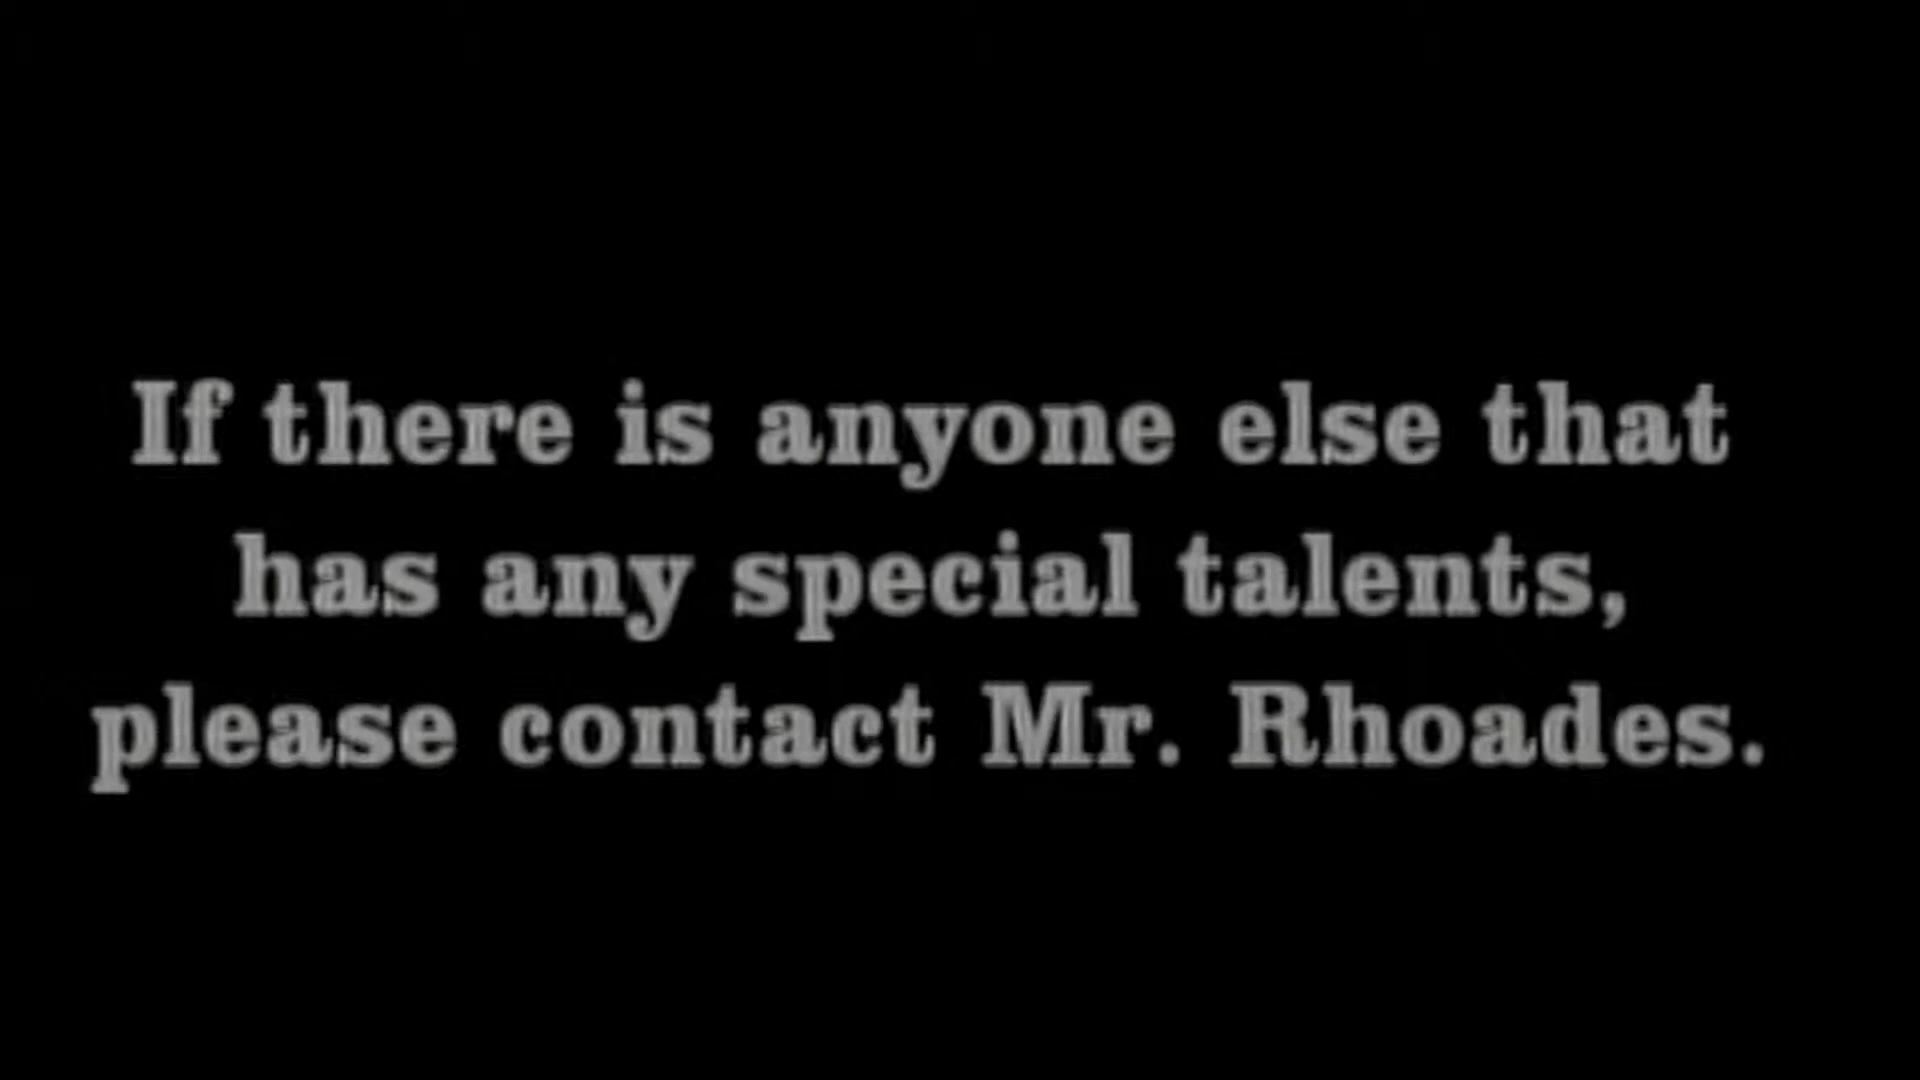 If there is anyone else that
has any special talents,
please contact Mr. Rhoades.